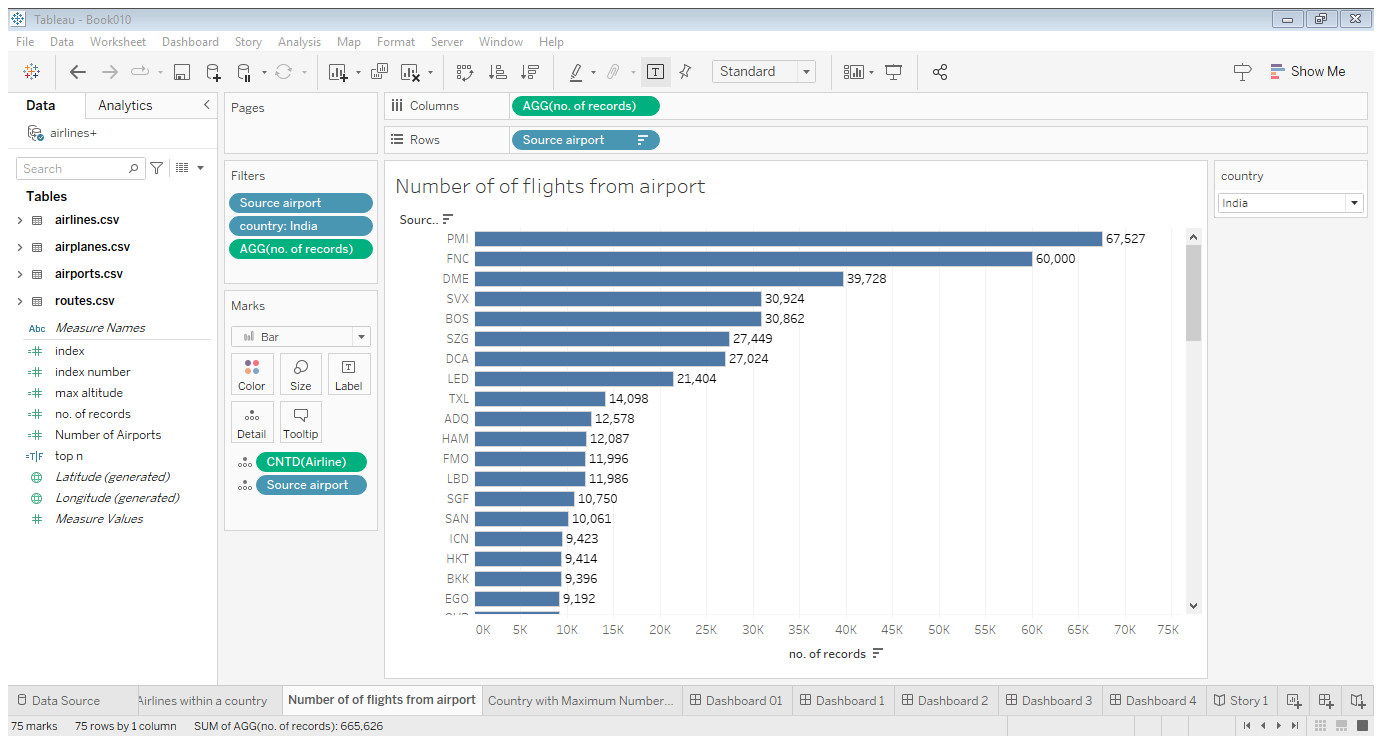 Tableau - Book010
File Data Worksheet Dashboard Story Analysis Map Format Server Window Help
Standard
Show Me
Data Analytics
airlines+
Search
Tables
airlines.csv
airplanes.csv
airports.csv
routes.csv
Abc Measure Names
index
index number
max altitude
no. of records
Number of Airports
=T|F top n
Latitude (generated)
Longitude (generated)
Measure Values
Pages
Filters
Source airport
country: India
AGG(no. of records)
Marks
Bar
Color Size Label
Detail Tooltip
CNTD(Airline)
Source airport
Columns AGG(no. of records)
Rows Source airport
Number of of flights from airport
Sourc..
PMI 67,527
FNC 60,000
DME 39,728
SVX 30,924
BOS 30,862
SZG 27,449
DCA 27,024
LED 21,404
TXL 14,098
ADQ 12,578
HAM 12,087
FMO 11,996
LBD 11,986
SGF 10,750
SAN 10,061
ICN 9,423
HKT 9,414
BKK 9,396
EGO 9,192
0K 5K 10K 15K 20K 25K 30K 35K 40K 45K 50K 55K 60K 65K 70K 75K
no. of records
country
India
Data Source Airlines within a country Number of of flights from airport Country with Maximum Number... Dashboard 01 Dashboard 1 Dashboard 2 Dashboard 3 Dashboard 4 Story 1
75 marks 75 rows by 1 column SUM of AGG(no. of records): 665,626